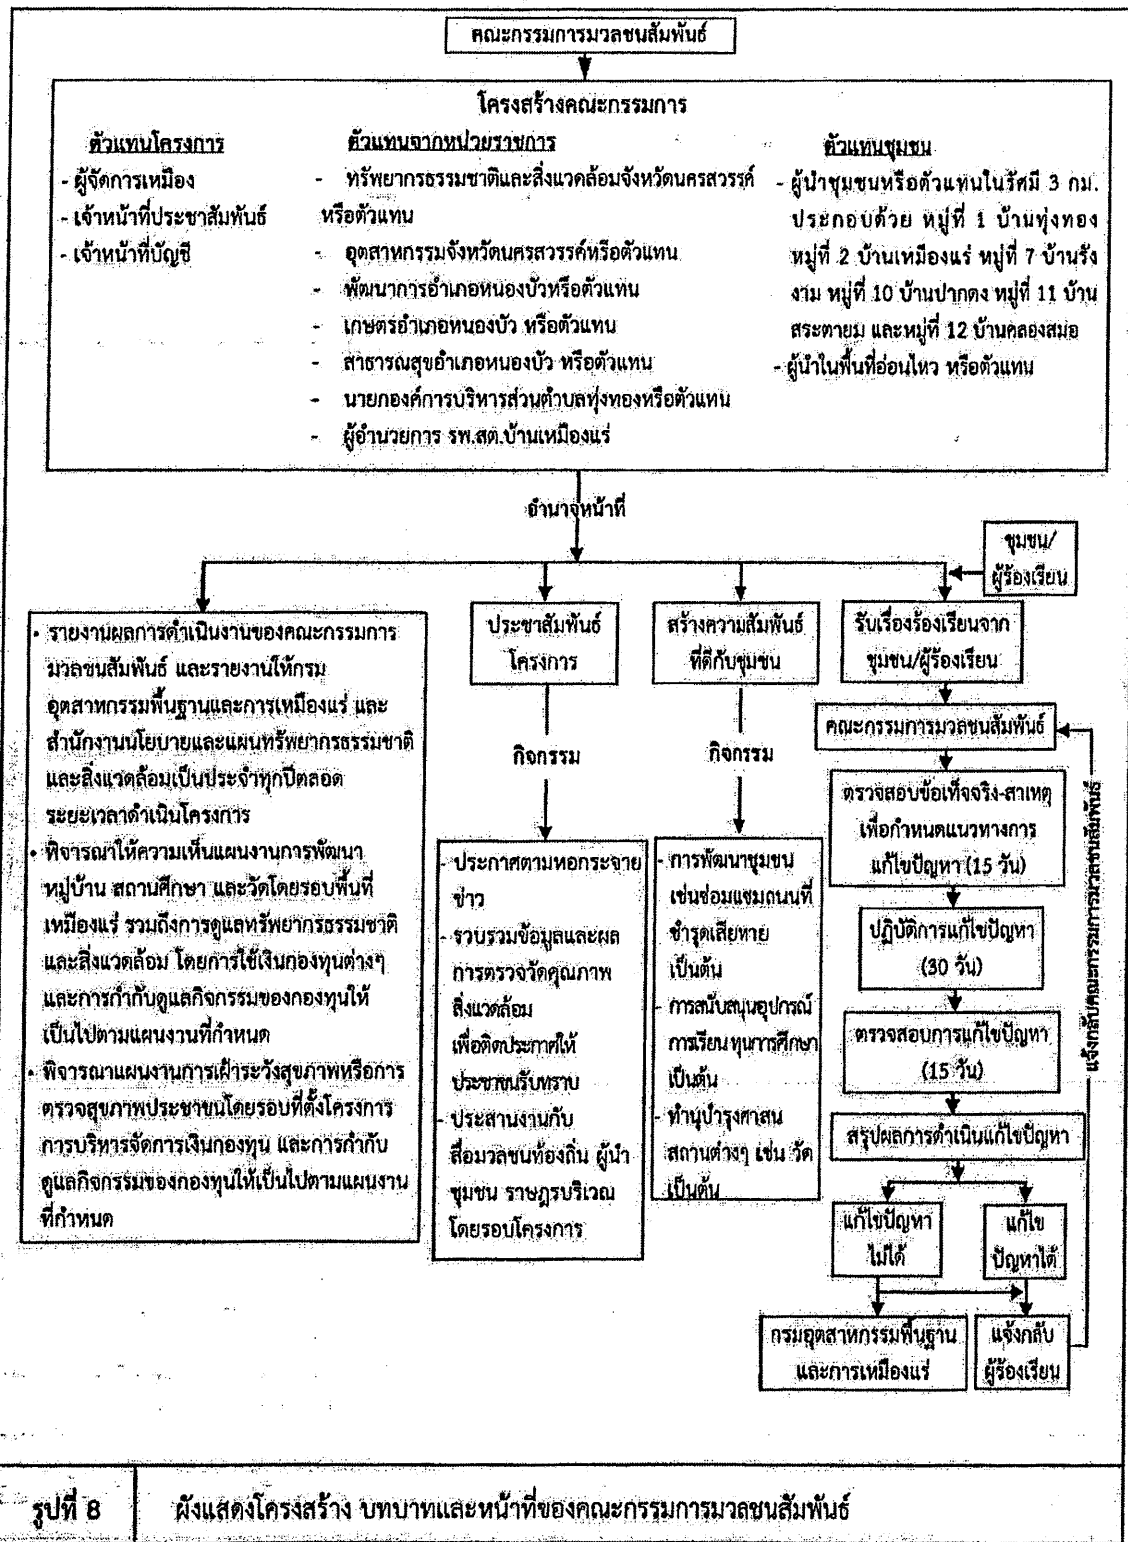 คณะกรรมการมวลชนสัมพันธ์
โครงสร้างคณะกรรมการ
ตัวแทนโครงการ
- ผู้จัดการเหมือง
- เจ้าหน้าที่ประชาสัมพันธ์
- เจ้าหน้าที่บัญชี
ตัวแทนจากหน่วยราชการ
- ทรัพยากรธรรมชาติและสิ่งแวดล้อมจังหวัดนครสวรรค์
หรือตัวแทน
- อุตสาหกรรมจังหวัดนครสวรรค์หรือตัวแทน
- พัฒนาการอำเภอหนองบัวหรือตัวแทน
- เกษตรอำเภอหนองบัว หรือตัวแทน
- สาธารณสุขอำเภอหนองบัว หรือตัวแทน
- นายกองค์การบริหารส่วนตำบลทุ่งทองหรือตัวแทน
- ผู้อำนวยการ รพ.สต.บ้านเหมืองแร่
ตัวแทนชุมชน
- ผู้นำชุมชนหรือตัวแทนในรัศมี 3 กม.
ประกอบด้วย หมู่ที่ 1 บ้านทุ่งทอง
หมู่ที่ 2 บ้านเหมืองแร่ หมู่ที่ 7 บ้านรัง
งาม หมู่ที่ 10 บ้านปากดง หมู่ที่ 11 บ้าน
สระตายม และหมู่ที่ 12 บ้านคลองสมอ
- ผู้นำในพื้นที่อ่อนไหว หรือตัวแทน
อำนาจหน้าที่
ชุมชน/
ผู้ร้องเรียน
• รายงานผลการดำเนินงานของคณะกรรมการ
มวลชนสัมพันธ์ และรายงานให้กรม
อุตสาหกรรมพื้นฐานและการเหมืองแร่ และ
สำนักงานนโยบายและแผนทรัพยากรธรรมชาติ
และสิ่งแวดล้อมเป็นประจำทุกปีตลอด
ระยะเวลาดำเนินโครงการ
• พิจารณาให้ความเห็นแผนงานการพัฒนา
หมู่บ้าน สถานศึกษา และวัดโดยรอบพื้นที่
เหมืองแร่ รวมถึงการดูแลทรัพยากรธรรมชาติ
และสิ่งแวดล้อม โดยการใช้เงินกองทุนต่างๆ
และการกำกับดูแลกิจกรรมของกองทุนให้
เป็นไปตามแผนงานที่กำหนด
• พิจารณาแผนงานการเฝ้าระวังสุขภาพหรือการ
ตรวจสุขภาพประชาชนโดยรอบที่ตั้งโครงการ
การบริหารจัดการเงินกองทุน และการกำกับ
ดูแลกิจกรรมของกองทุนให้เป็นไปตามแผนงาน
ที่กำหนด
ประชาสัมพันธ์
โครงการ
กิจกรรม
- ประกาศตามหอกระจาย
ข่าว
- รวบรวมข้อมูลและผล
การตรวจวัดคุณภาพ
สิ่งแวดล้อม
เพื่อติดประกาศให้
ประชาชนรับทราบ
- ประสานงานกับ
สื่อมวลชนท้องถิ่น ผู้นำ
ชุมชน ราษฎรบริเวณ
โดยรอบโครงการ
สร้างความสัมพันธ์
ที่ดีกับชุมชน
กิจกรรม
- การพัฒนาชุมชน
เช่นซ่อมแซมถนนที่
ชำรุดเสียหาย
เป็นต้น
- การสนับสนุนอุปกรณ์
การเรียน ทุนการศึกษา
เป็นต้น
- ทำนุบำรุงศาสน
สถานต่างๆ เช่น วัด
เป็นต้น
รับเรื่องร้องเรียนจาก
ชุมชน/ผู้ร้องเรียน
คณะกรรมการมวลชนสัมพันธ์
ตรวจสอบข้อเท็จจริง-สาเหตุ
เพื่อกำหนดแนวทางการ
แก้ไขปัญหา (15 วัน)
ปฏิบัติการแก้ไขปัญหา
(30 วัน)
ตรวจสอบการแก้ไขปัญหา
(15 วัน)
สรุปผลการดำเนินแก้ไขปัญหา
แก้ไขปัญหา
ไม่ได้
แก้ไข
ปัญหาได้
กรมอุตสาหกรรมพื้นฐาน
และการเหมืองแร่
แจ้งกลับ
ผู้ร้องเรียน
แจ้งกลับคณะกรรมการมวลชนสัมพันธ์
รูปที่ 8
ผังแสดงโครงสร้าง บทบาทและหน้าที่ของคณะกรรมการมวลชนสัมพันธ์